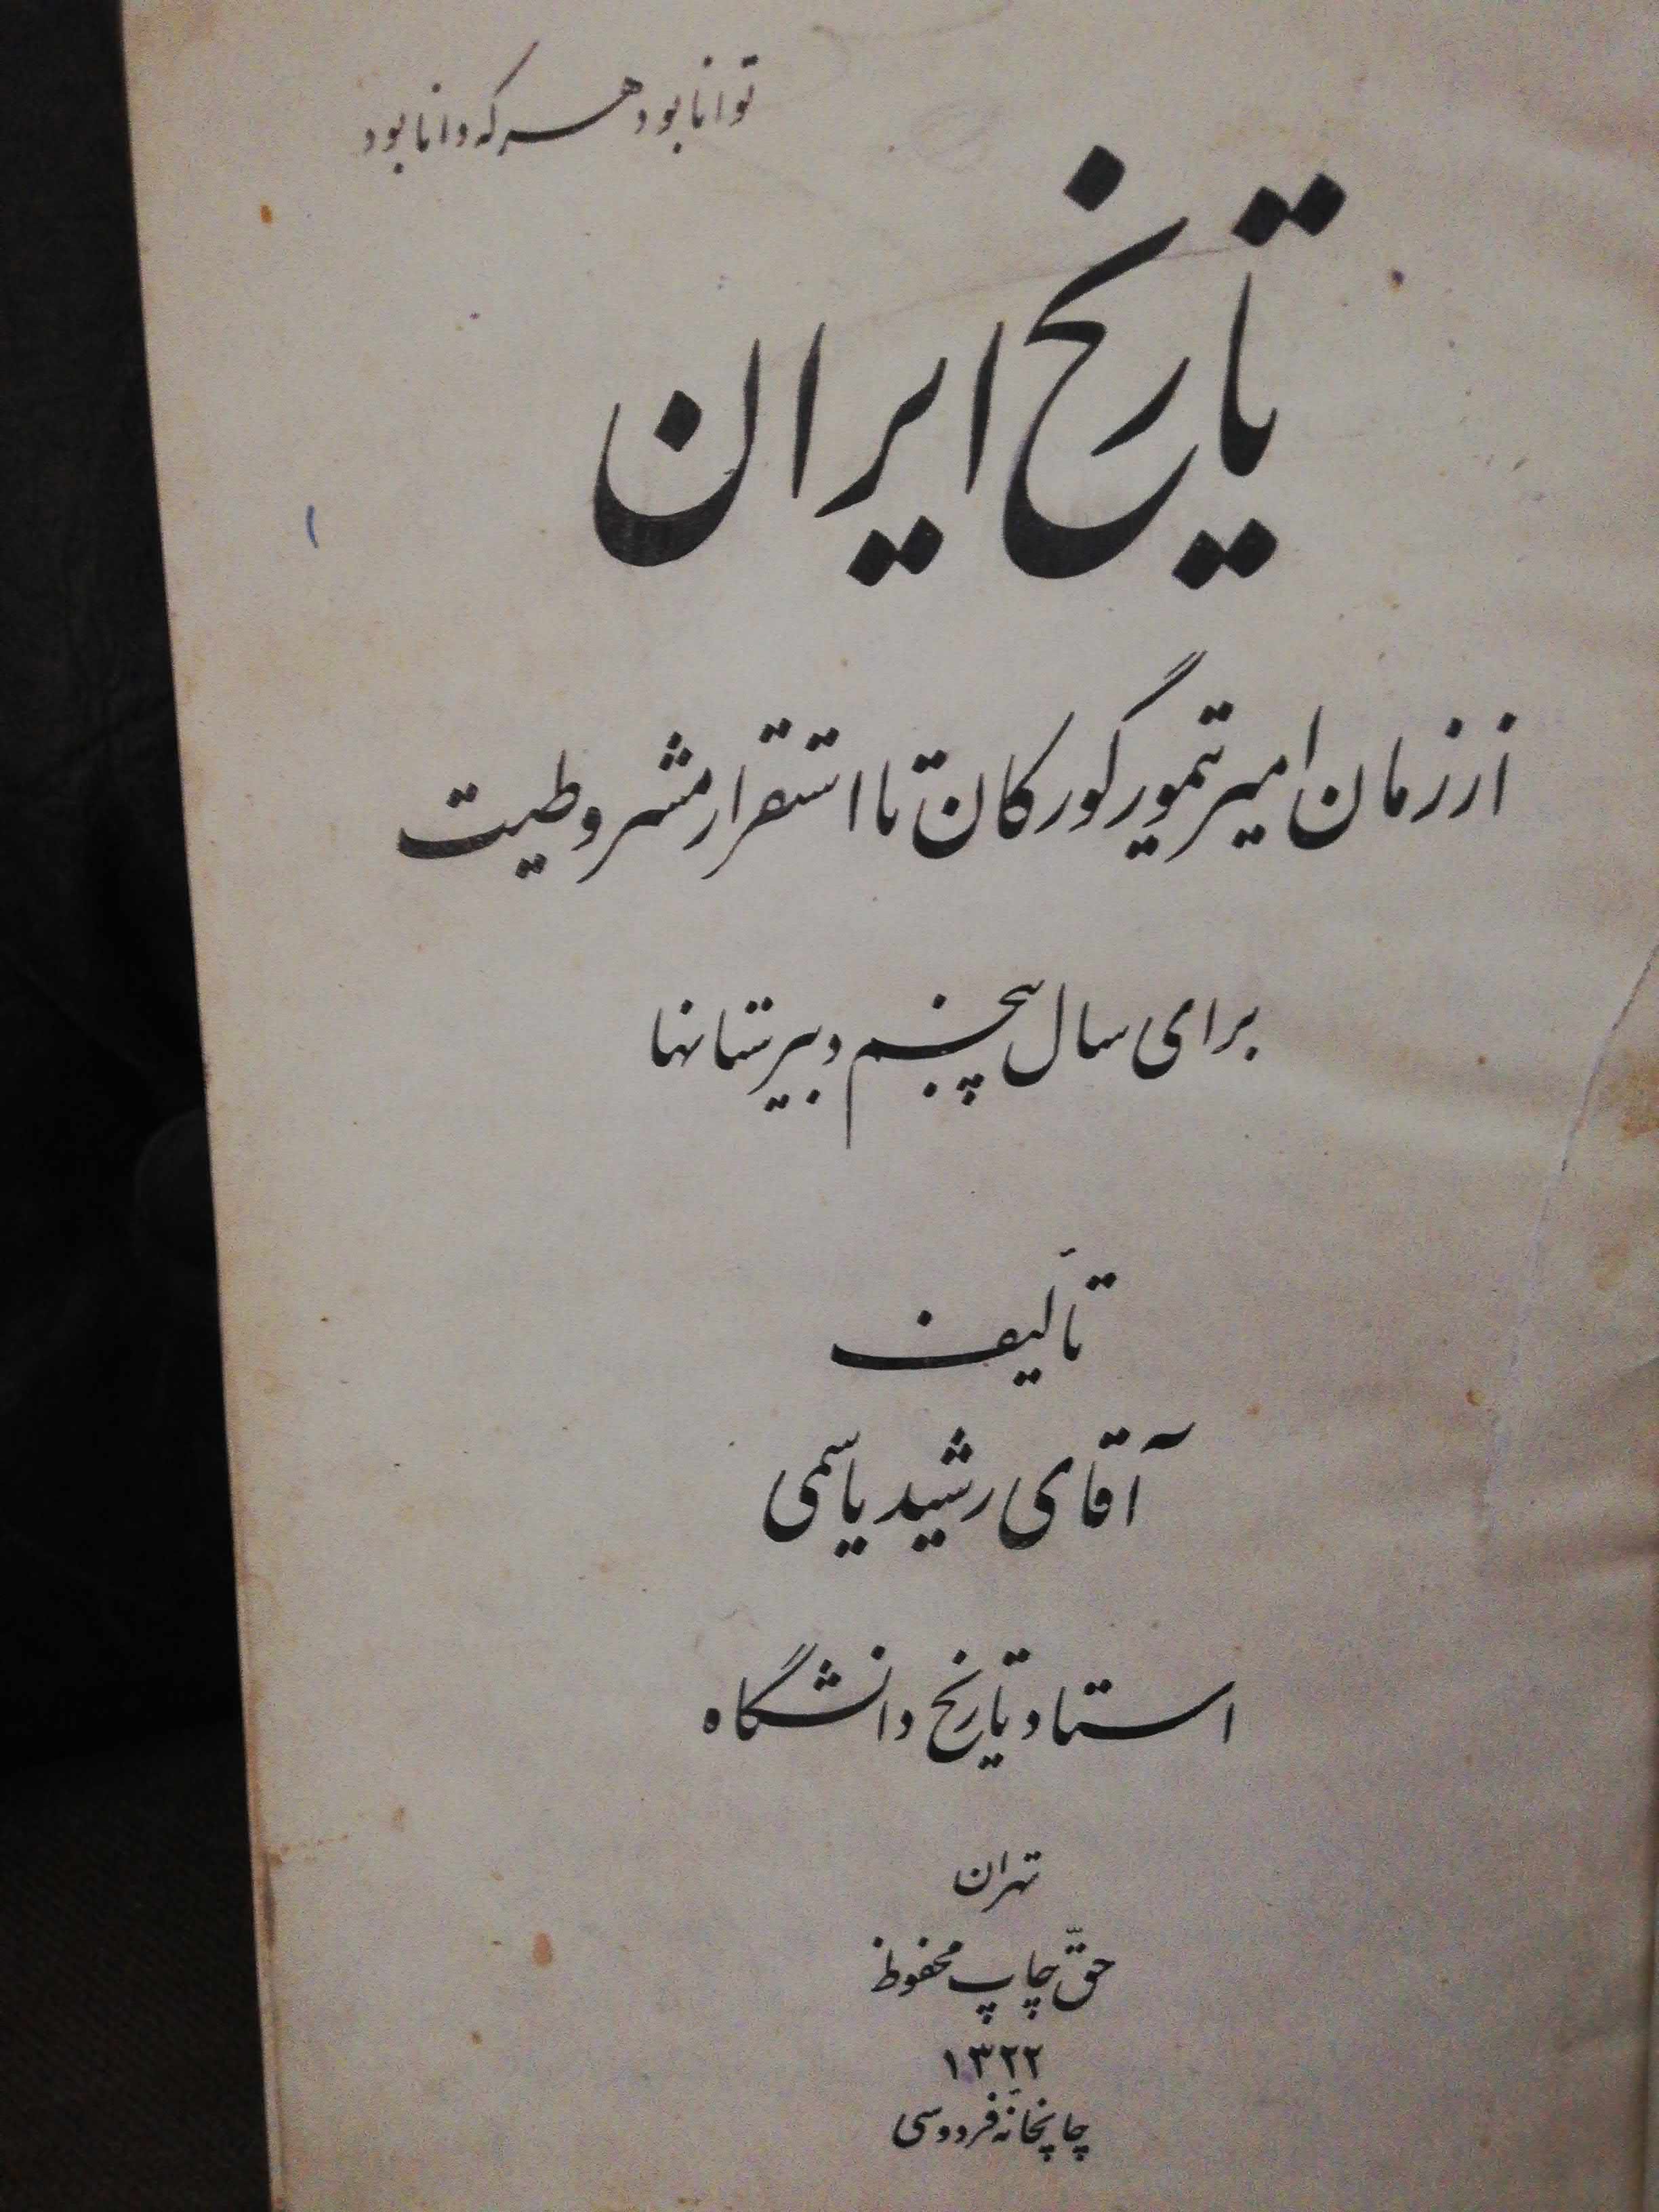 توانا بود هر که دانا بود
تاریخ ایران
از زمان امیر تیمور گورکان تا استقرار مشروطیت
برای سال پنجم دبیرستانها
تألیف
آقای رشید یاسمی
استاد تاریخ دانشگاه
تهران
حقّ چاپ محفوظ
۱۳۲۲
چاپخانهٔ فردوسی